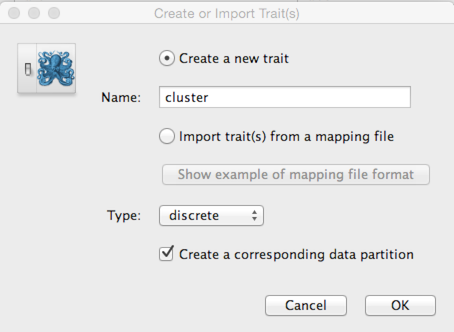 Create or Import Trait(s)
Create a new trait
Name: cluster
Import trait(s) from a mapping file
Show example of mapping file format
Type: discrete
Create a corresponding data partition
Cancel OK